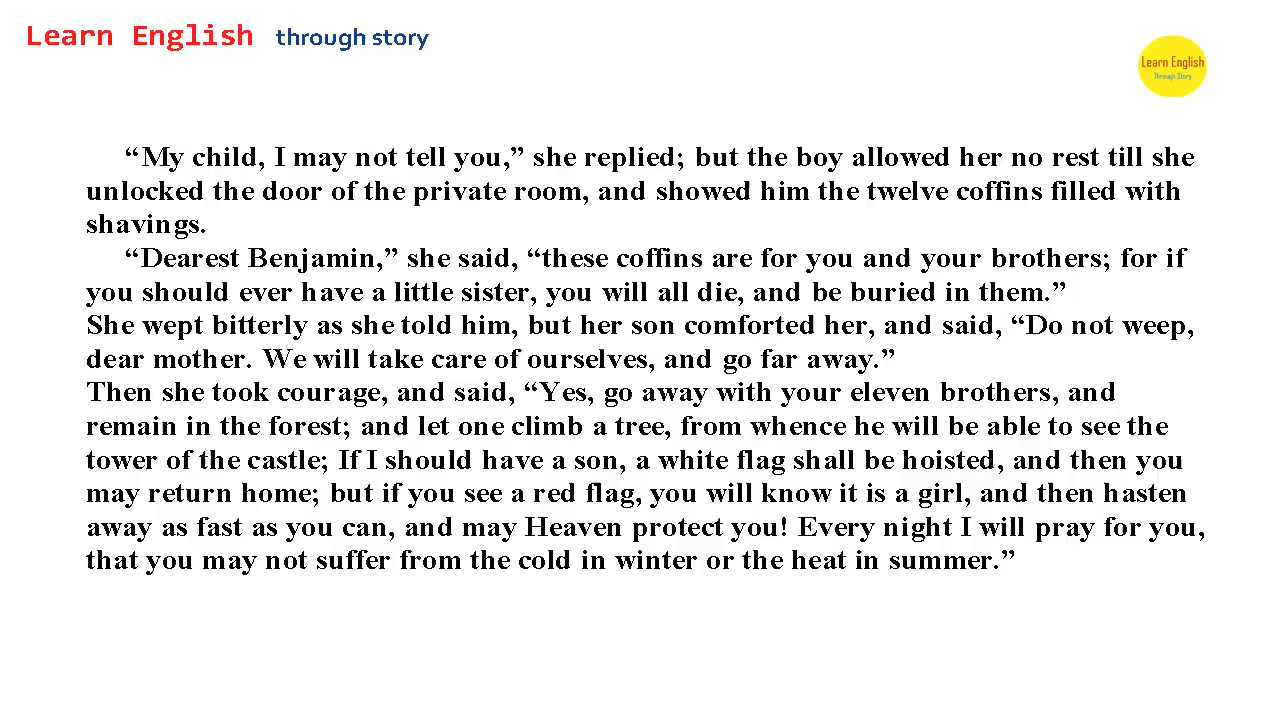 Learn English through story
Learn English
Through Story
“My child, I may not tell you,” she replied; but the boy allowed her no rest till she
unlocked the door of the private room, and showed him the twelve coffins filled with
shavings.
“Dearest Benjamin,” she said, “these coffins are for you and your brothers; for if
you should ever have a little sister, you will all die, and be buried in them.”
She wept bitterly as she told him, but her son comforted her, and said, “Do not weep,
dear mother. We will take care of ourselves, and go far away.”
Then she took courage, and said, “Yes, go away with your eleven brothers, and
remain in the forest; and let one climb a tree, from whence he will be able to see the
tower of the castle; If I should have a son, a white flag shall be hoisted, and then you
may return home; but if you see a red flag, you will know it is a girl, and then hasten
away as fast as you can, and may Heaven protect you! Every night I will pray for you,
that you may not suffer from the cold in winter or the heat in summer.”